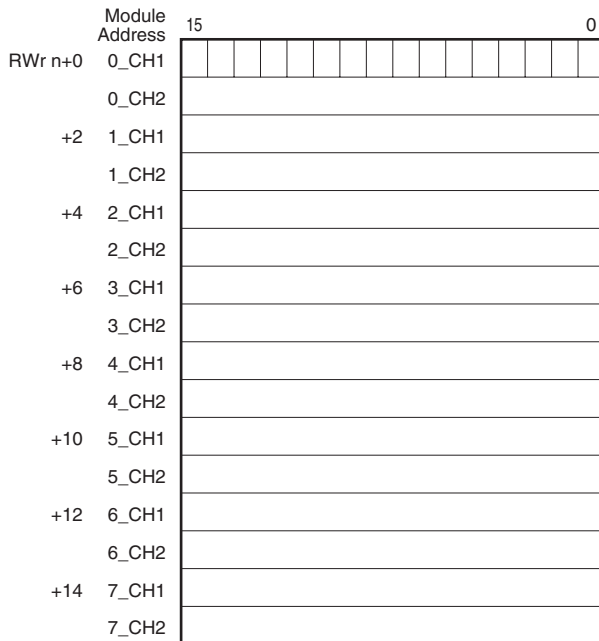 Module
Address
15 0
RWr n+0 0_CH1
0_CH2
+2 1_CH1
1_CH2
+4 2_CH1
2_CH2
+6 3_CH1
3_CH2
+8 4_CH1
4_CH2
+10 5_CH1
5_CH2
+12 6_CH1
6_CH2
+14 7_CH1
7_CH2